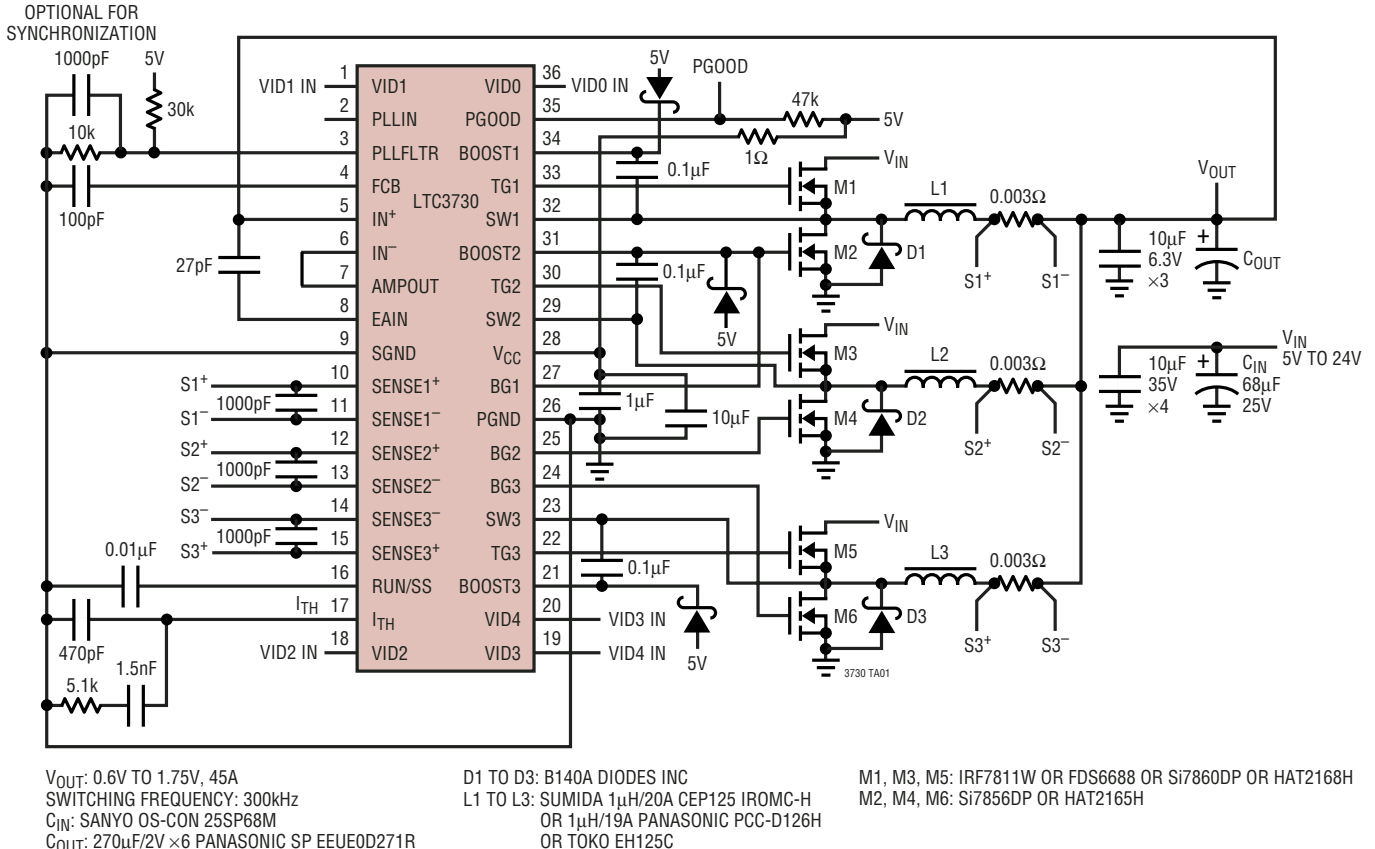 OPTIONAL FOR
SYNCHRONIZATION
1000pF
5V
30k
10k
100pF
27pF
VID1 IN
1
VID1
2
PLLIN
3
PLLFLTR
4
FCB
LTC3730
5
IN+
6
IN−
7
AMPOUT
8
EAIN
9
SGND
S1+
10
SENSE1+
1000pF
S1−
11
SENSE1−
S2+
12
SENSE2+
1000pF
S2−
13
SENSE2−
S3−
14
SENSE3−
1000pF
S3+
15
SENSE3+
0.01µF
16
RUN/SS
ITH
17
ITH
470pF
VID2 IN
18
VID2
5.1k
1.5nF
VID0
36
VID0 IN
PGOOD
35
BOOST1
34
TG1
33
SW1
32
BOOST2
31
TG2
30
SW2
29
VCC
28
BG1
27
PGND
26
BG2
25
BG3
24
SW3
23
TG3
22
BOOST3
21
VID4
20
VID3 IN
VID3
19
VID4 IN
5V
PGOOD
47k
5V
1Ω
0.1µF
0.1µF
5V
1µF
10µF
0.1µF
5V
VIN
M1
M2
D1
L1
0.003Ω
S1+
S1−
VIN
M3
M4
D2
L2
0.003Ω
S2+
S2−
VIN
M5
M6
D3
L3
0.003Ω
S3+
S3−
3730 TA01
VOUT
10µF
6.3V
×3
+
COUT
VIN
5V TO 24V
10µF
35V
×4
+
CIN
68µF
25V
VOUT: 0.6V TO 1.75V, 45A
SWITCHING FREQUENCY: 300kHz
CIN: SANYO OS-CON 25SP68M
COUT: 270µF/2V ×6 PANASONIC SP EEUE0D271R
D1 TO D3: B140A DIODES INC
L1 TO L3: SUMIDA 1µH/20A CEP125 IROMC-H
OR 1µH/19A PANASONIC PCC-D126H
OR TOKO EH125C
M1, M3, M5: IRF7811W OR FDS6688 OR Si7860DP OR HAT2168H
M2, M4, M6: Si7856DP OR HAT2165H